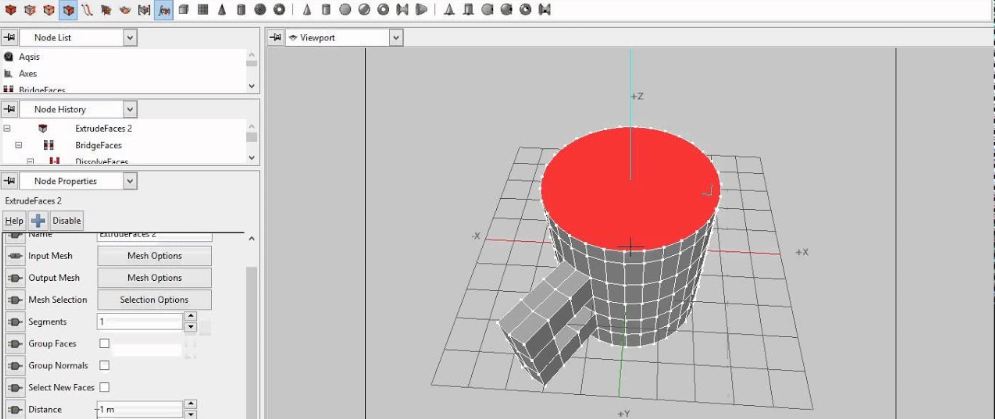 Node List
Viewport
Aqsis
Axes
BridgeFaces
Node History
ExtrudeFaces 2
BridgeFaces
DissolveFaces
Node Properties
ExtrudeFaces 2
Help Disable
Name ExtrudeFaces 2
Input Mesh Mesh Options
Output Mesh Mesh Options
Mesh Selection Selection Options
Segments 1
Group Faces
Group Normals
Select New Faces
Distance -1 m
+Z
-X
+X
+Y